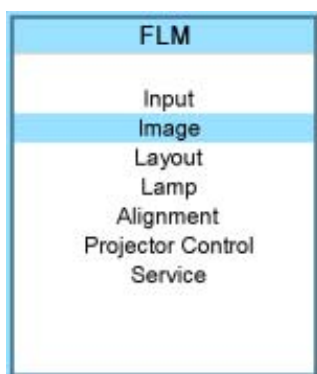 FLM
Input
Image
Layout
Lamp
Alignment
Projector Control
Service